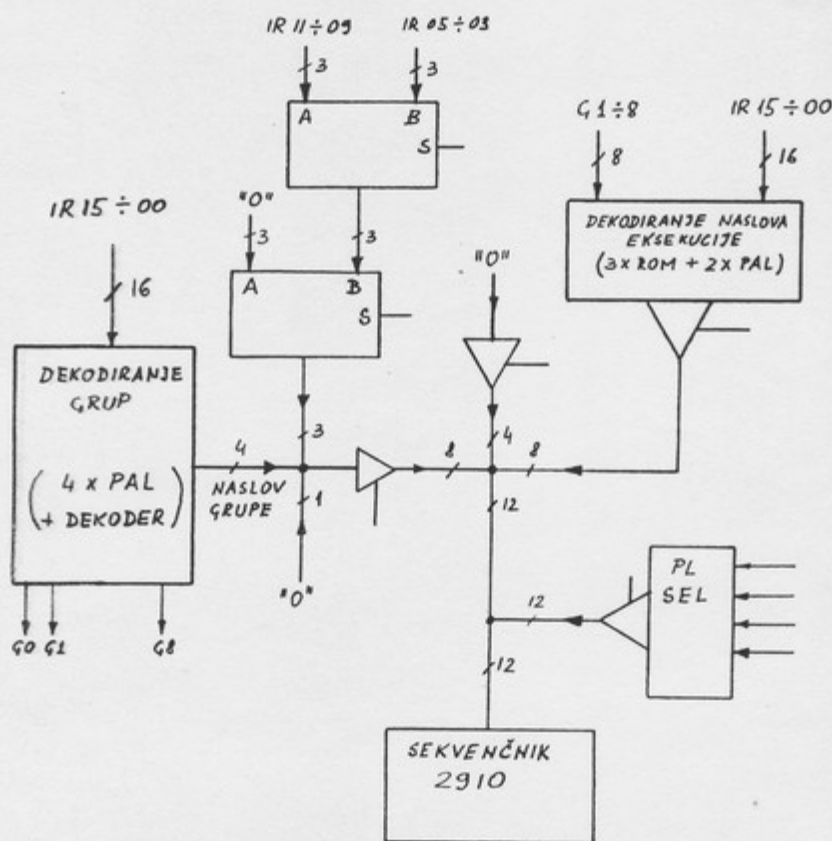 IR 11÷09
IR 05÷03
3
3
A
B
S
G1÷8
IR 15÷00
8
16
"0"
3
3
IR 15÷00
DEKODIRANJE NASLOVA
EKSEKUCIJE
(3×ROM + 2×PAL)
"0"
A
B
S
16
DEKODIRANJE
GRUP
(4 × PAL
+ DEKODER)
3
4
4
8
8
NASLOV
GRUPE
1
12
"0"
PL
SEL
12
G0
G1
G8
12
SEKVENČNIK
2910